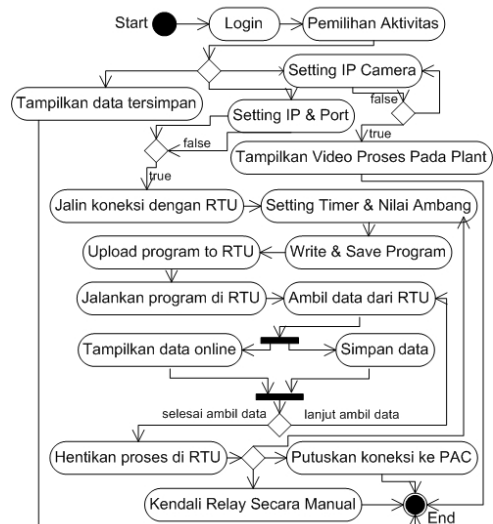 Start
Login
Pemilihan Aktivitas
Setting IP Camera
Tampilkan data tersimpan
false
Setting IP & Port
false
true
Tampilkan Video Proses Pada Plant
true
Jalin koneksi dengan RTU
Setting Timer & Nilai Ambang
Upload program to RTU
Write & Save Program
Jalankan program di RTU
Ambil data dari RTU
Tampilkan data online
Simpan data
selesai ambil data
lanjut ambil data
Hentikan proses di RTU
Putuskan koneksi ke PAC
Kendali Relay Secara Manual
End